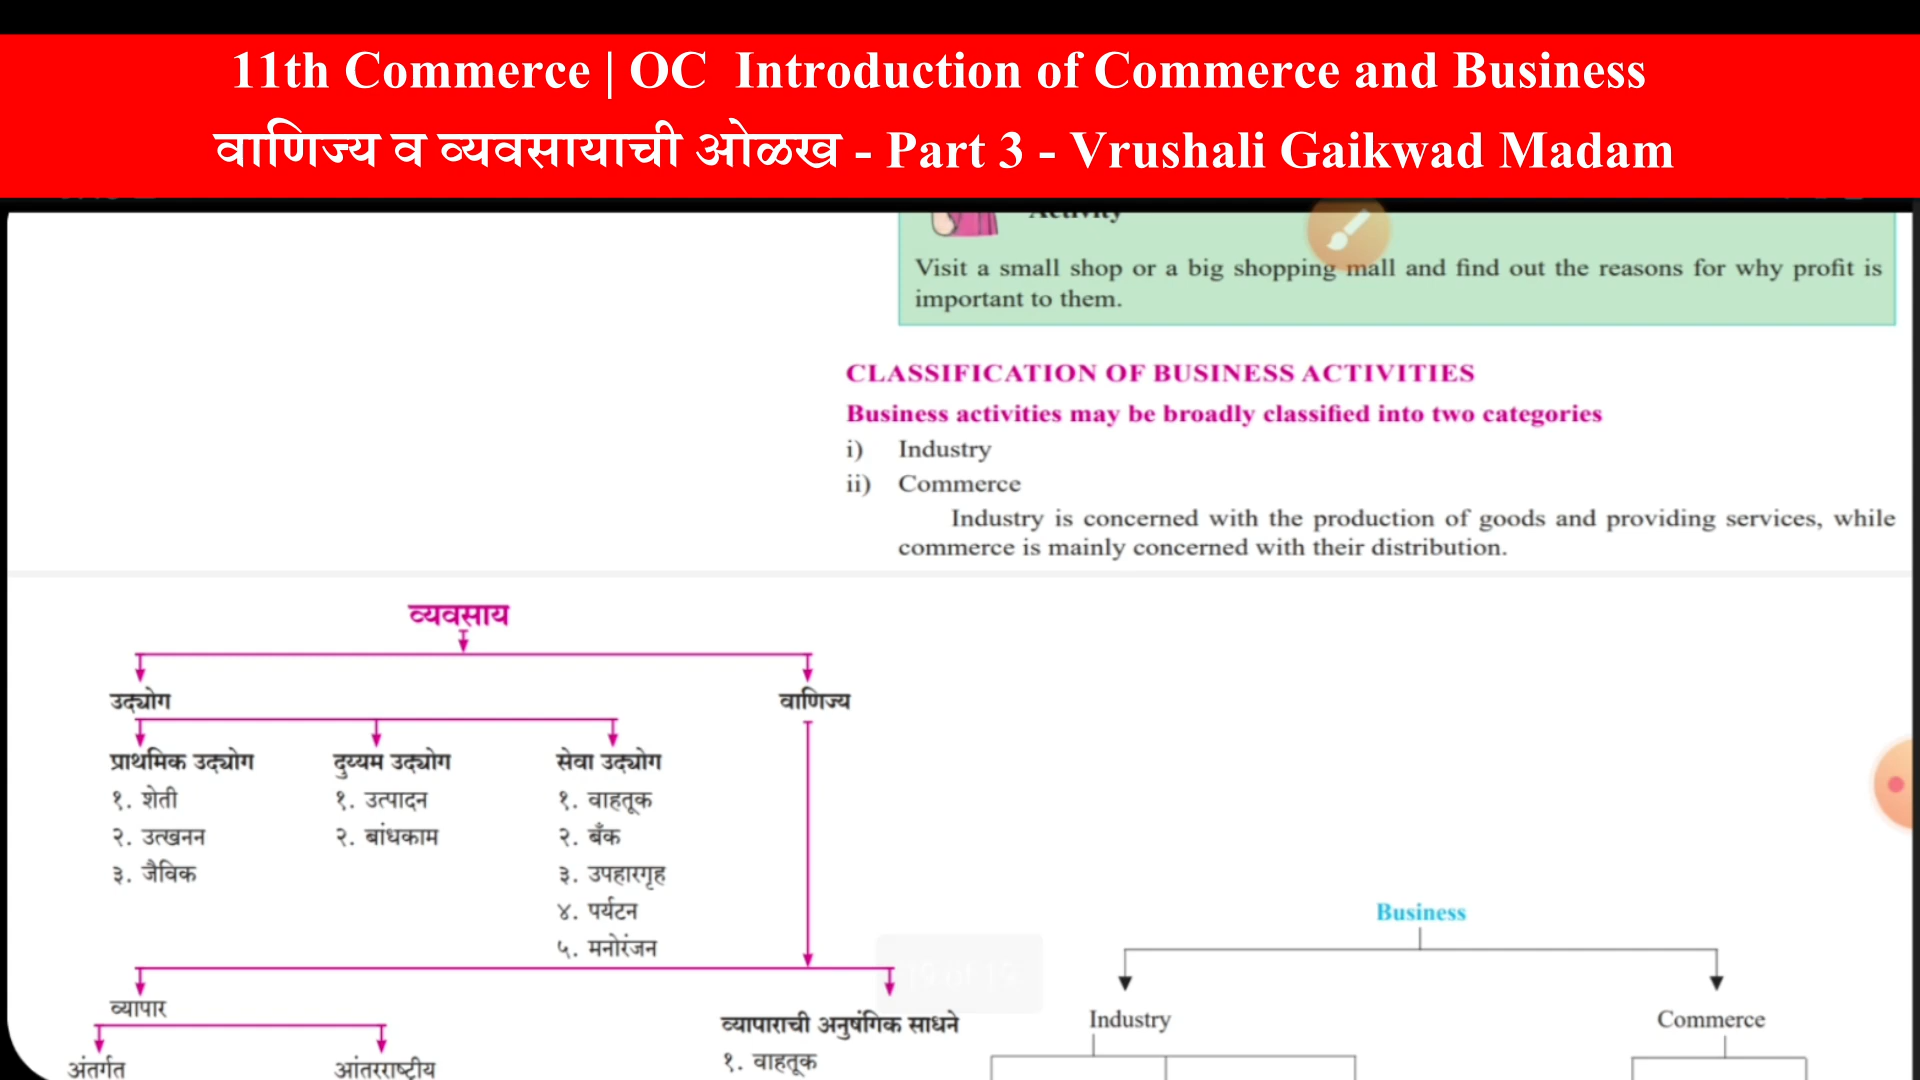 11th Commerce | OC Introduction of Commerce and Business
वाणिज्य व व्यवसायाची ओळख - Part 3 - Vrushali Gaikwad Madam
Activity
Visit a small shop or a big shopping mall and find out the reasons for why profit is
important to them.
CLASSIFICATION OF BUSINESS ACTIVITIES
Business activities may be broadly classified into two categories
i) Industry
ii) Commerce
Industry is concerned with the production of goods and providing services, while
commerce is mainly concerned with their distribution.
व्यवसाय
उद्योग
वाणिज्य
प्राथमिक उद्योग
१. शेती
२. उत्खनन
३. जैविक
दुय्यम उद्योग
१. उत्पादन
२. बांधकाम
सेवा उद्योग
१. वाहतूक
२. बँक
३. उपहारगृह
४. पर्यटन
५. मनोरंजन
व्यापार
अंतर्गत
आंतरराष्ट्रीय
व्यापाराची अनुषंगिक साधने
१. वाहतूक
Business
Industry
Commerce